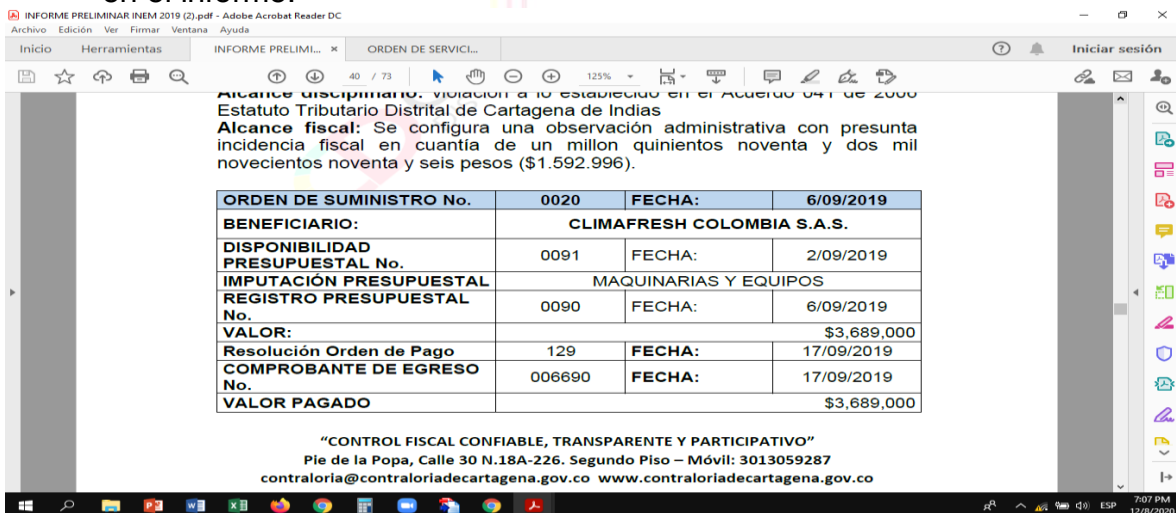 en el informe.
INFORME PRELIMINAR INEM 2019 (2).pdf - Adobe Acrobat Reader DC
Archivo Edición Ver Firmar Ventana Ayuda
Inicio Herramientas INFORME PRELIMI... × ORDEN DE SERVICI... Iniciar sesión
40 / 73 125%
Alcance disciplinario: violación a lo establecido en el Acuerdo 041 de 2006
Estatuto Tributario Distrital de Cartagena de Indias
Alcance fiscal: Se configura una observación administrativa con presunta
incidencia fiscal en cuantía de un millon quinientos noventa y dos mil
novecientos noventa y seis pesos ($1.592.996).
ORDEN DE SUMINISTRO No. 0020 FECHA: 6/09/2019
BENEFICIARIO: CLIMAFRESH COLOMBIA S.A.S.
DISPONIBILIDAD
PRESUPUESTAL No. 0091 FECHA: 2/09/2019
IMPUTACIÓN PRESUPUESTAL MAQUINARIAS Y EQUIPOS
REGISTRO PRESUPUESTAL
No. 0090 FECHA: 6/09/2019
VALOR: $3,689,000
Resolución Orden de Pago 129 FECHA: 17/09/2019
COMPROBANTE DE EGRESO
No. 006690 FECHA: 17/09/2019
VALOR PAGADO $3,689,000
“CONTROL FISCAL CONFIABLE, TRANSPARENTE Y PARTICIPATIVO”
Pie de la Popa, Calle 30 N.18A-226. Segundo Piso – Móvil: 3013059287
contraloria@contraloriadecartagena.gov.co www.contraloriadecartagena.gov.co
ESP 7:07 PM
12/8/2020